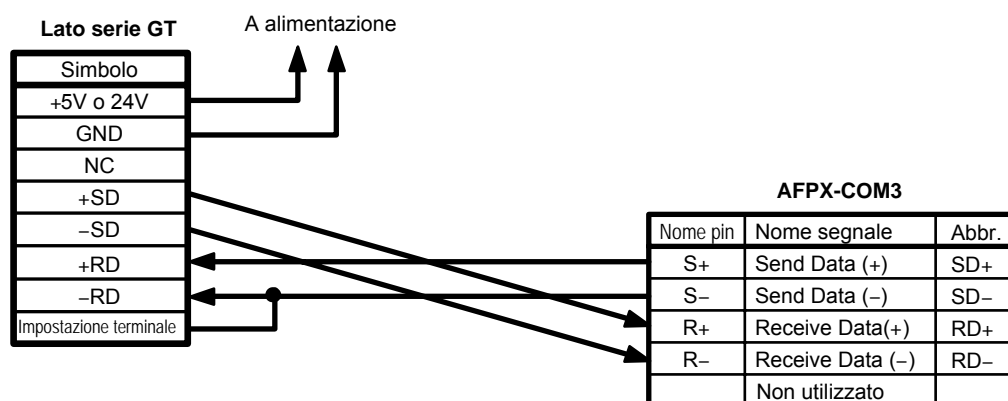 Lato serie GT
A alimentazione
Simbolo
+5V o 24V
GND
NC
+SD
−SD
+RD
−RD
Impostazione terminale
AFPX-COM3
Nome pin Nome segnale Abbr.
S+ Send Data (+) SD+
S− Send Data (−) SD−
R+ Receive Data(+) RD+
R− Receive Data (−) RD−
Non utilizzato